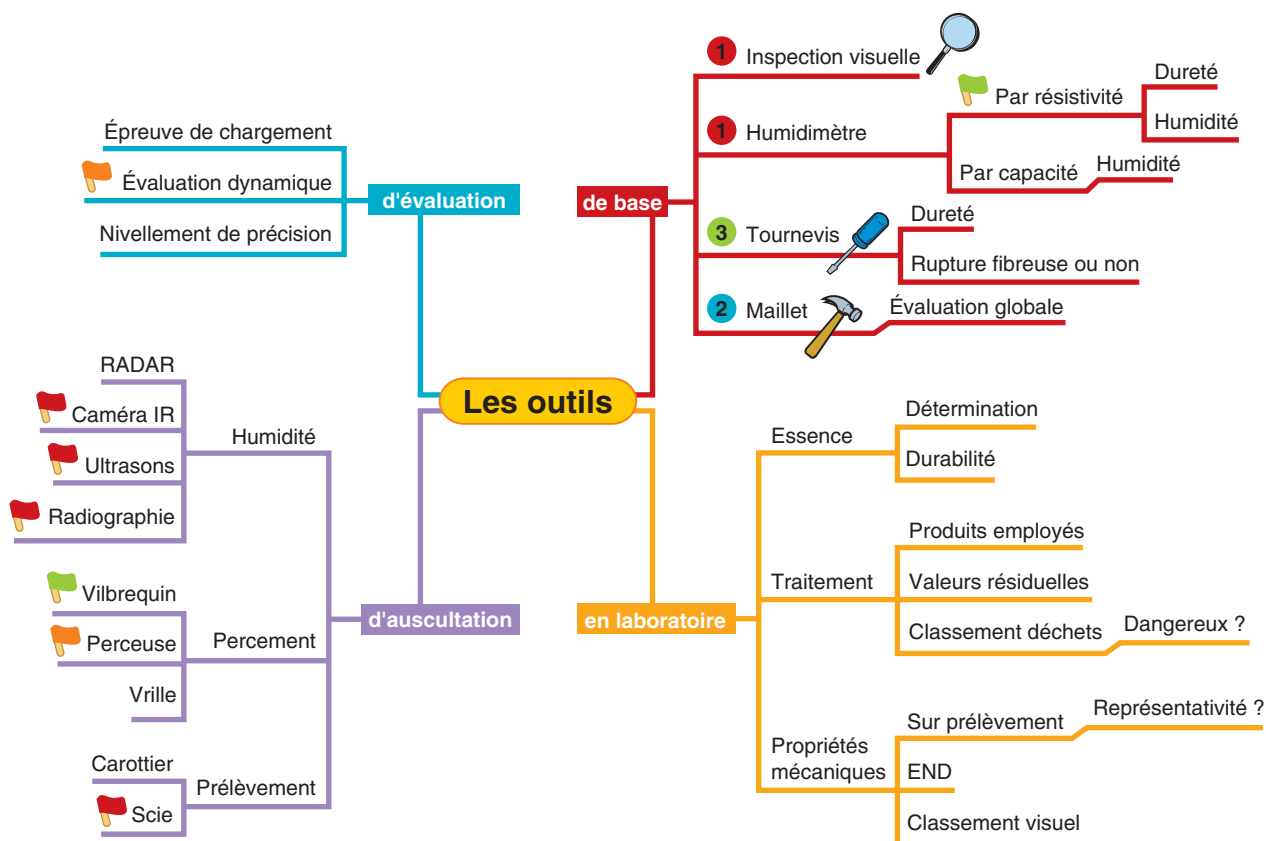 Les outils
d'évaluation
Épreuve de chargement
Évaluation dynamique
Nivellement de précision
de base
1 Inspection visuelle
1 Humidimètre
Par résistivité
Dureté
Humidité
Par capacité
Humidité
3 Tournevis
Dureté
Rupture fibreuse ou non
2 Maillet
Évaluation globale
d'auscultation
Humidité
RADAR
Caméra IR
Ultrasons
Radiographie
Percement
Vilbrequin
Perceuse
Vrille
Prélèvement
Carottier
Scie
en laboratoire
Essence
Détermination
Durabilité
Traitement
Produits employés
Valeurs résiduelles
Classement déchets
Dangereux ?
Propriétés
mécaniques
Sur prélèvement
Représentativité ?
END
Classement visuel